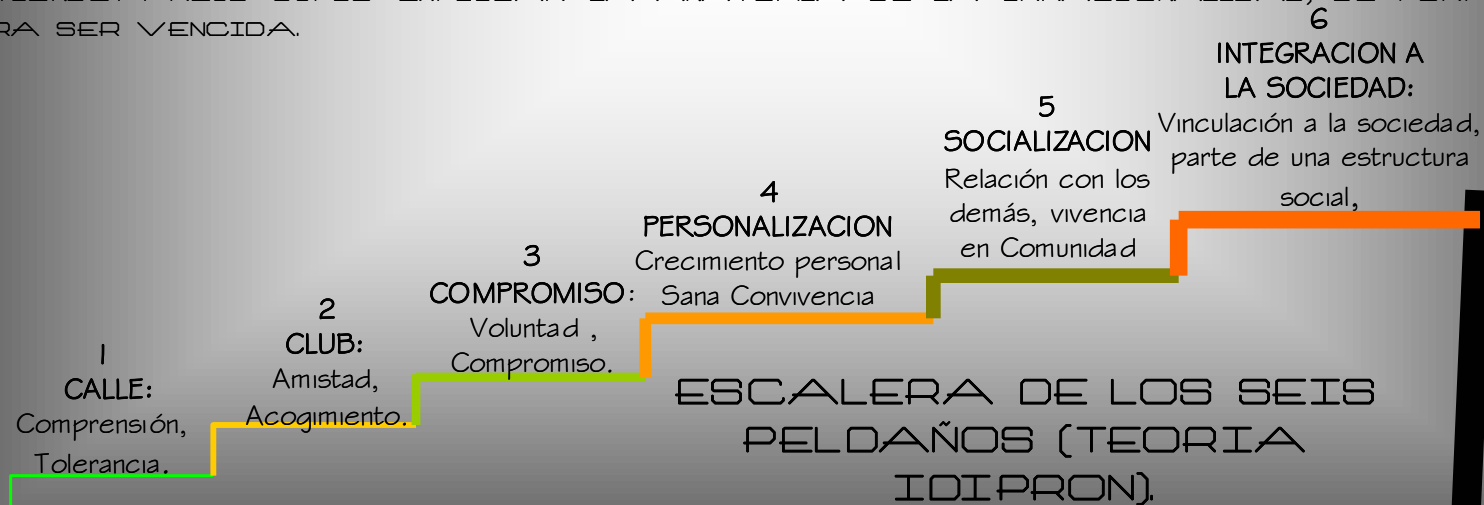 RA SER VENCIDA.
1
CALLE:
Comprensión,
Tolerancia.
2
CLUB:
Amistad,
Acogimiento.
3
COMPROMISO:
Voluntad ,
Compromiso.
4
PERSONALIZACION
Crecimiento personal
Sana Convivencia
5
SOCIALIZACION
Relación con los
demás, vivencia
en Comunidad
6
INTEGRACION A
LA SOCIEDAD:
Vinculación a la sociedad,
parte de una estructura
social,
ESCALERA DE LOS SEIS
PELDAÑOS (TEORIA
IDIPRON).